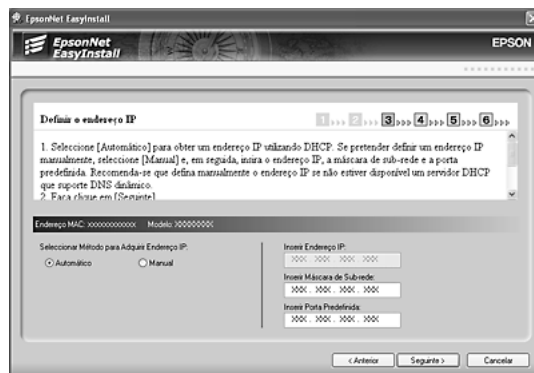 EpsonNet EasyInstall
EpsonNet
EasyInstall
EPSON
Definir o endereço IP
1 2 3 4 5 6
1. Seleccione [Automático] para obter um endereço IP utilizando DHCP. Se pretender definir um endereço IP
manualmente, seleccione [Manual] e, em seguida, insira o endereço IP, a máscara de sub-rede e a porta
predefinida. Recomenda-se que defina manualmente o endereço IP se não estiver disponível um servidor DHCP
que suporte DNS dinâmico.
2. Faça clique em [Seguinte]
Endereço MAC: xxxxxxxxxxxx Modelo: XXXXXXXX
Seleccionar Método para Adquirir Endereço IP:
Automático Manual
Inserir Endereço IP:
XXX . XXX . XXX . XXX
Inserir Máscara de Sub-rede:
XXX . XXX . XXX . XXX
Inserir Porta Predefinida:
XXX . XXX . XXX . XXX
< Anterior Seguinte > Cancelar